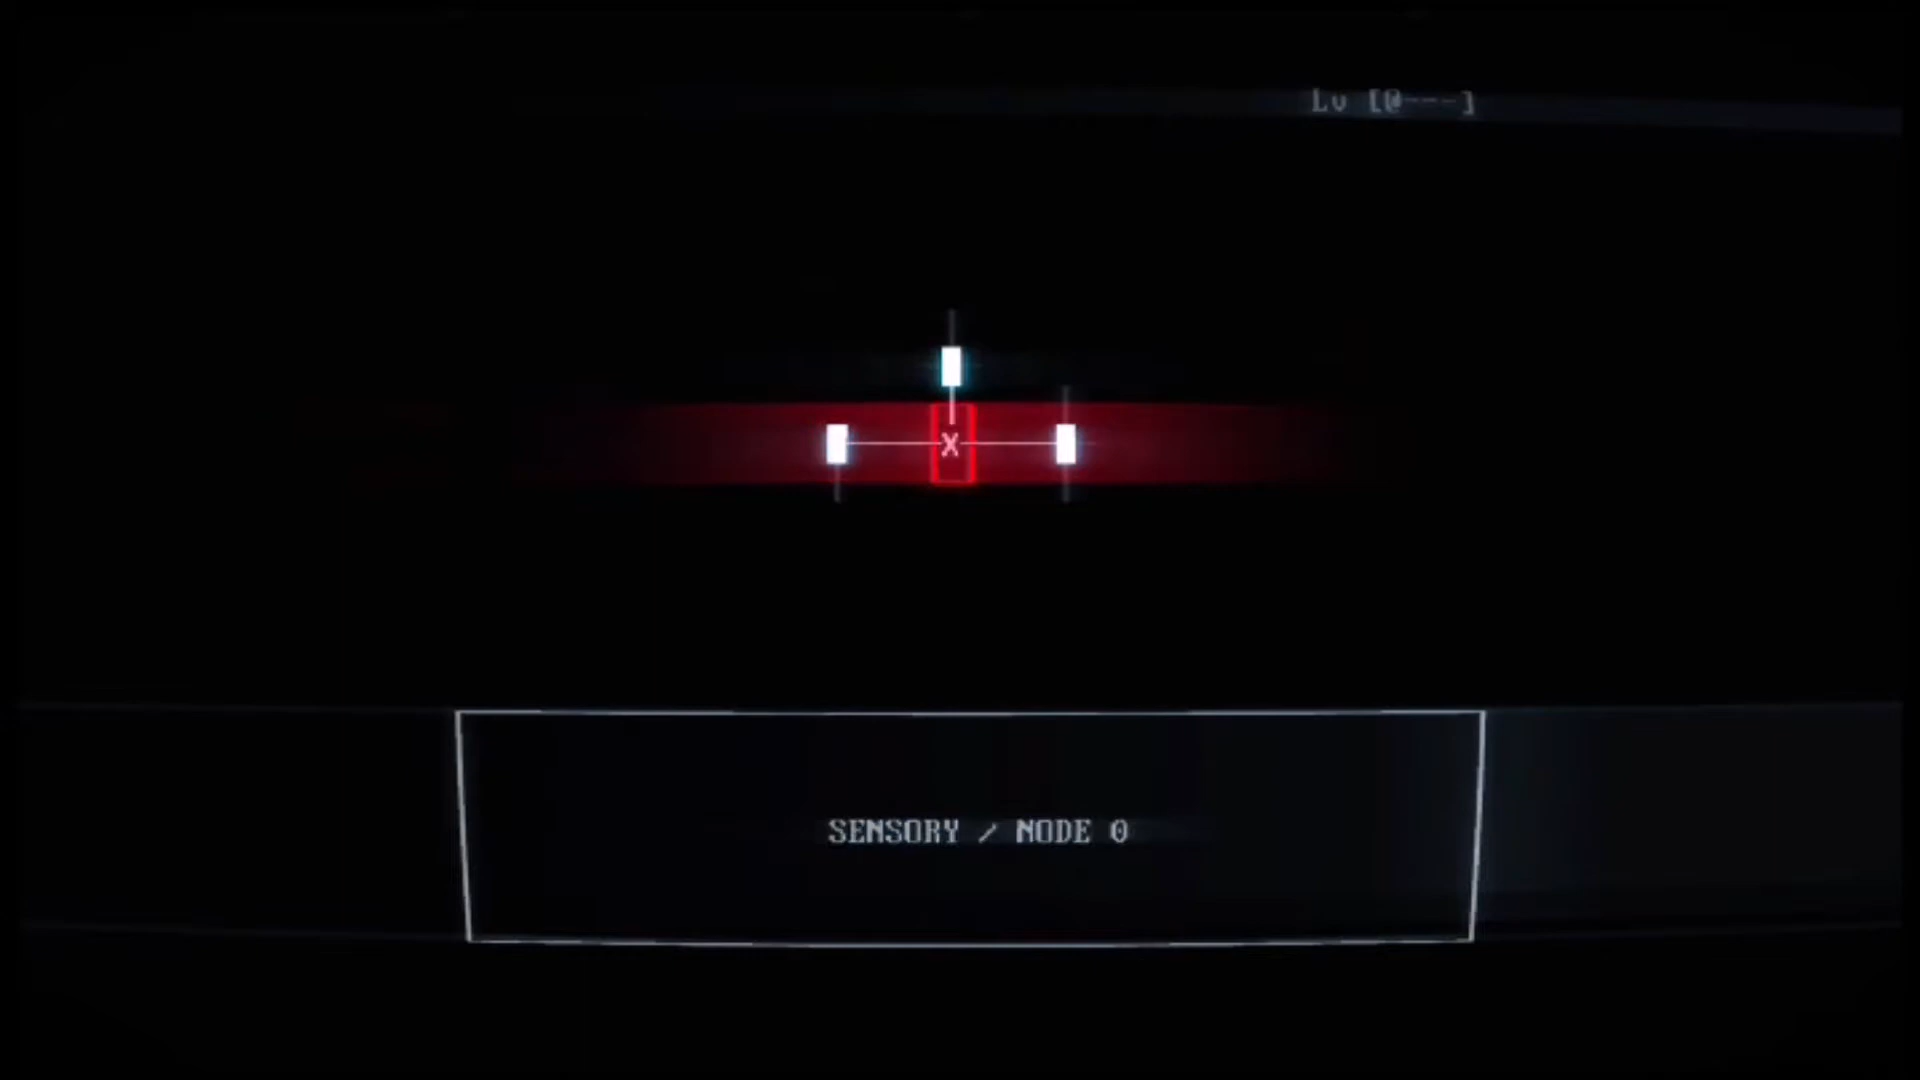 Lv [@---]
X
SENSORY / NODE 0